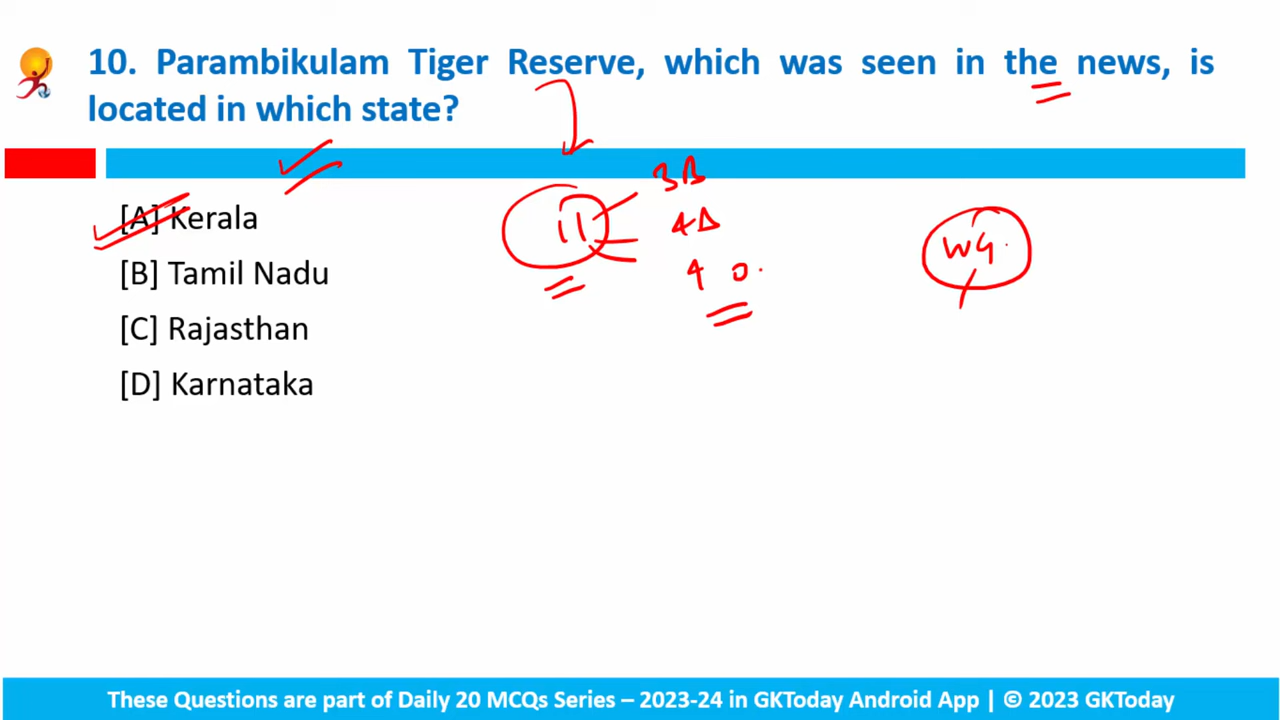 10. Parambikulam Tiger Reserve, which was seen in the news, is
located in which state?
[A] Kerala
[B] Tamil Nadu
[C] Rajasthan
[D] Karnataka
11
3B
4
4 0
WG
These Questions are part of Daily 20 MCQs Series – 2023-24 in GKToday Android App | © 2023 GKToday